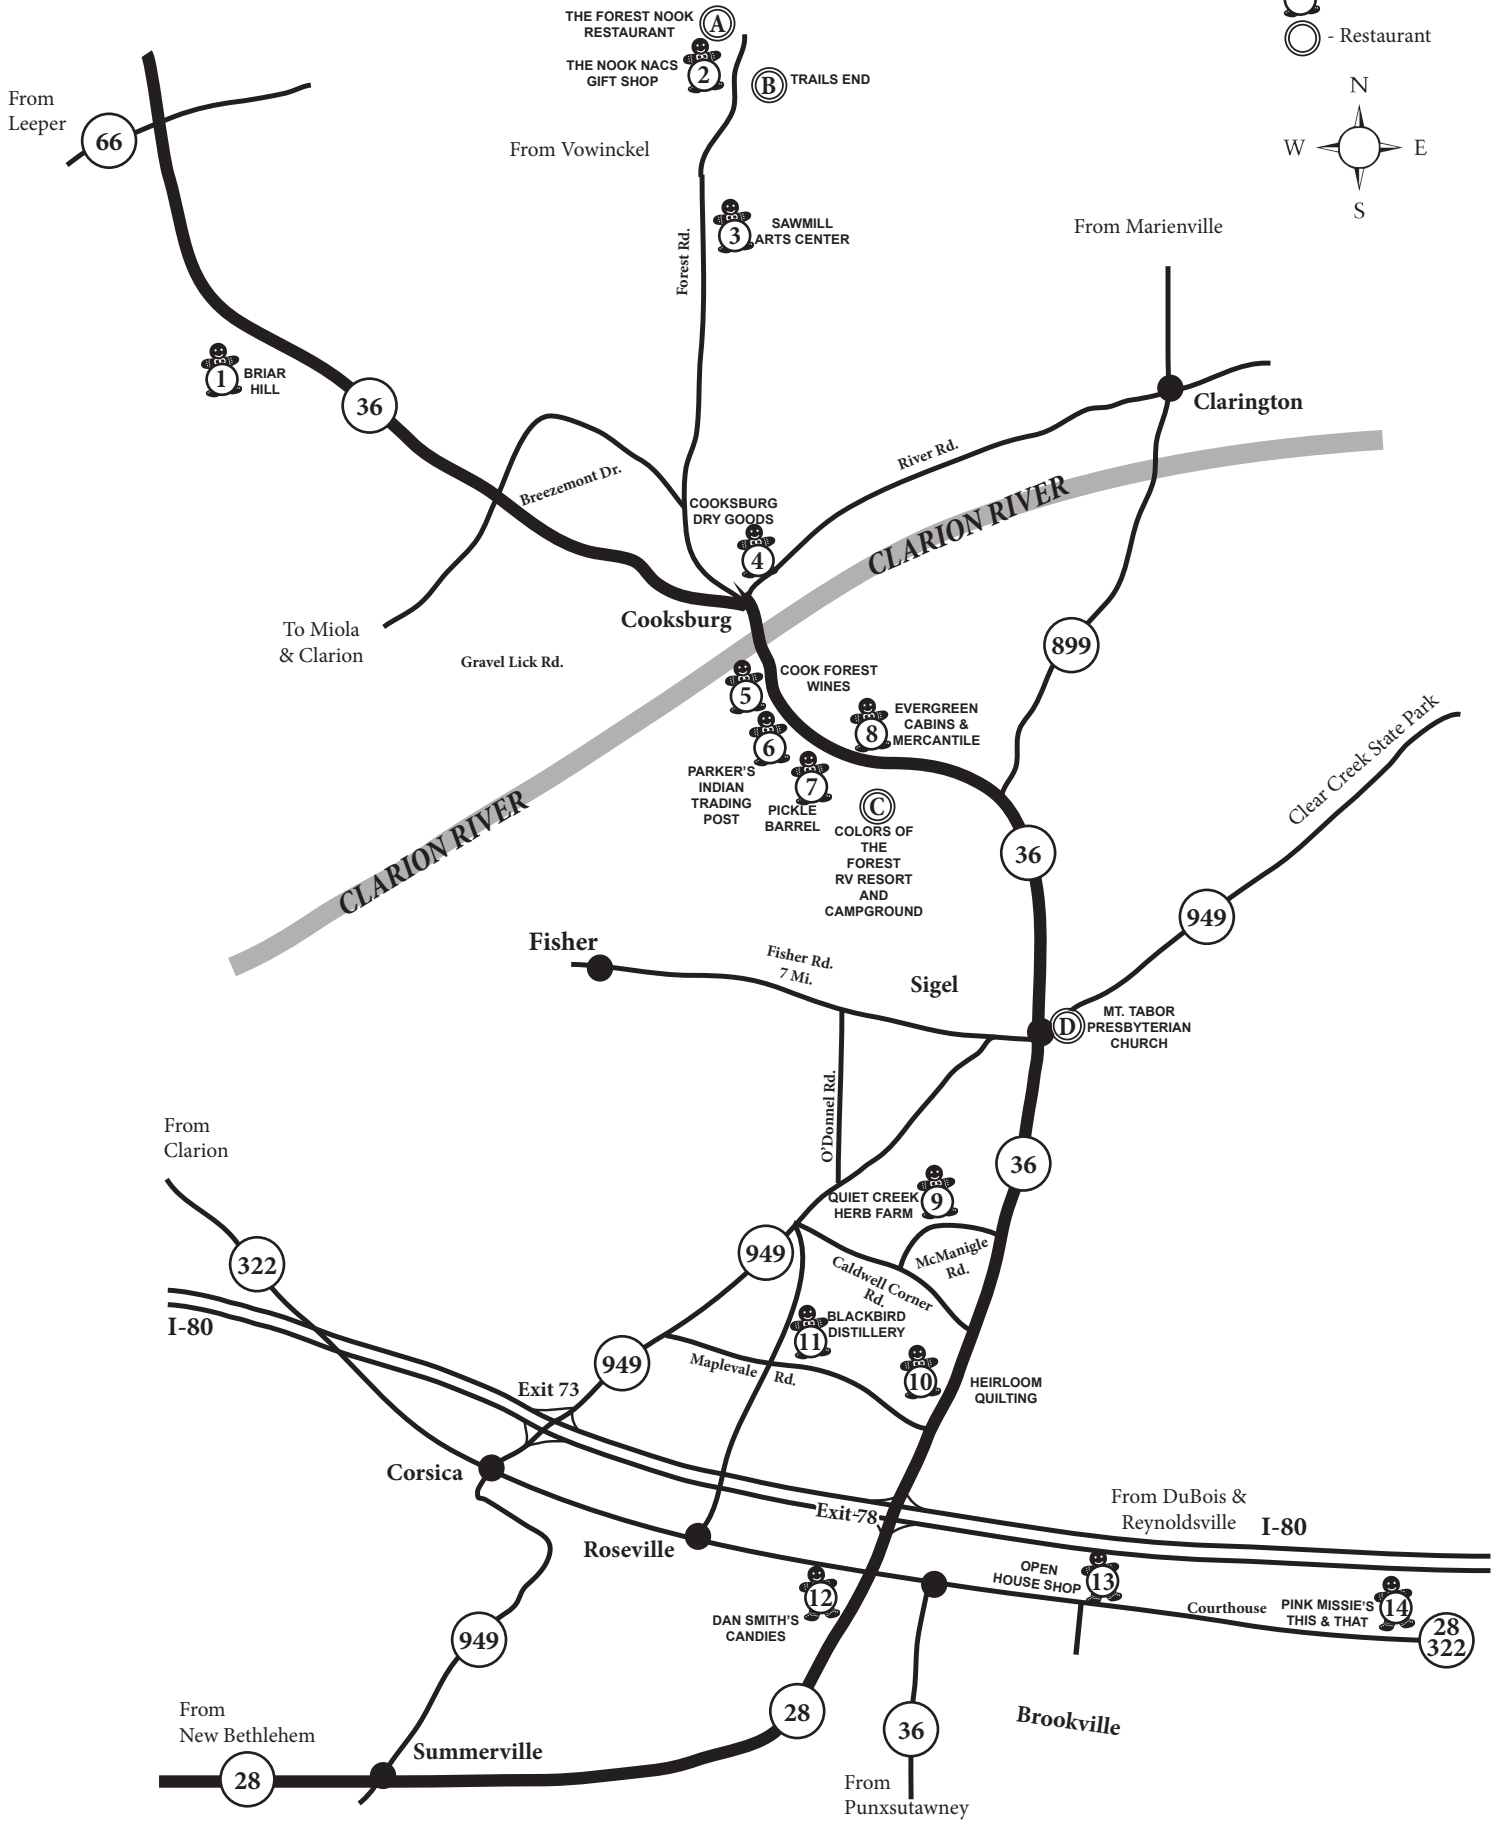 THE FOREST NOOK
RESTAURANT
A
- Restaurant
THE NOOK NACS
GIFT SHOP
2
B
TRAILS END
From
Leeper
66
From Vowinckel
N
W
E
S
3
SAWMILL
ARTS CENTER
Forest Rd.
From Marienville
1
BRIAR
HILL
36
Clarington
River Rd.
Breezemont Dr.
COOKSBURG
DRY GOODS
4
CLARION RIVER
Cooksburg
To Miola
& Clarion
Gravel Lick Rd.
899
5
COOK FOREST
WINES
6
8
EVERGREEN
CABINS &
MERCANTILE
PARKER'S
INDIAN
TRADING
POST
7
PICKLE
BARREL
C
COLORS OF
THE
FOREST
RV RESORT
AND
CAMPGROUND
Clear Creek State Park
36
CLARION RIVER
949
Fisher
Fisher Rd.
7 Mi.
Sigel
D
MT. TABOR
PRESBYTERIAN
CHURCH
O'Donnel Rd.
From
Clarion
36
QUIET CREEK
HERB FARM
9
322
949
McManigle
Rd.
Caldwell Corner
Rd.
I-80
11
BLACKBIRD
DISTILLERY
949
Maplevale Rd.
10
HEIRLOOM
QUILTING
Exit 73
Corsica
Exit 78
From DuBois &
Reynoldsville
I-80
Roseville
OPEN
HOUSE SHOP
13
12
DAN SMITH'S
CANDIES
Courthouse
PINK MISSIE'S
THIS & THAT
14
28
322
949
From
New Bethlehem
28
36
Brookville
Summerville
28
From
Punxsutawney